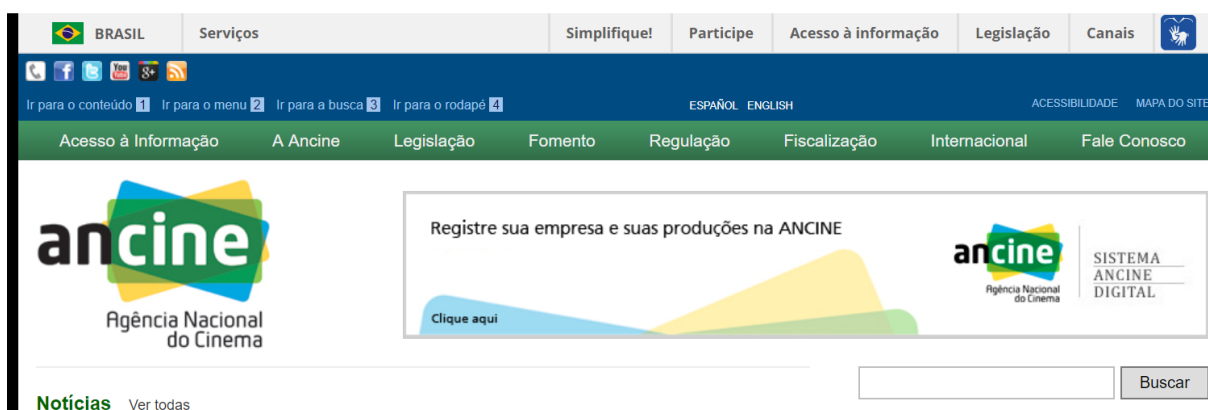 BRASIL Serviços Simplifique! Participe Acesso à informação Legislação Canais
Ir para o conteúdo 1 Ir para o menu 2 Ir para a busca 3 Ir para o rodapé 4 ESPAÑOL ENGLISH ACESSIBILIDADE MAPA DO SITE
Acesso à Informação A Ancine Legislação Fomento Regulação Fiscalização Internacional Fale Conosco
ancine
Agência Nacional
do Cinema
Registre sua empresa e suas produções na ANCINE
Clique aqui
ancine
Agência Nacional
do Cinema
SISTEMA
ANCINE
DIGITAL
Buscar
Notícias Ver todas